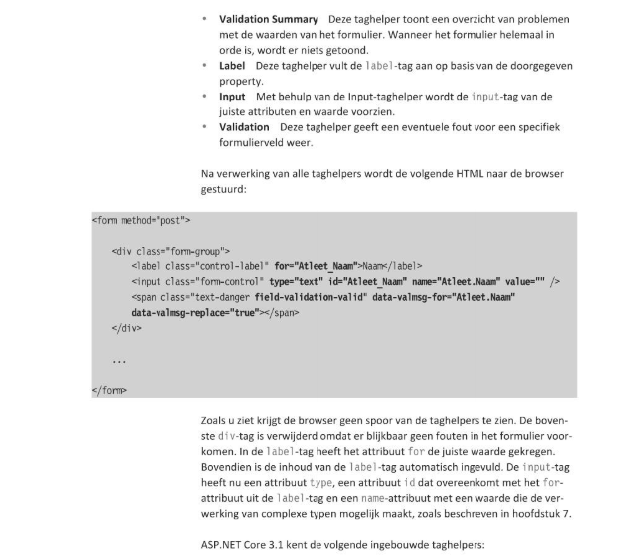 • Validation Summary Deze taghelper toont een overzicht van problemen
met de waarden van het formulier. Wanneer het formulier helemaal in
orde is, wordt er niets getoond.
• Label Deze taghelper vult de label-tag aan op basis van de doorgegeven
property.
• Input Met behulp van de Input-taghelper wordt de input-tag van de
juiste attributen en waarde voorzien.
• Validation Deze taghelper geeft een eventuele fout voor een specifiek
formulierveld weer.
Na verwerking van alle taghelpers wordt de volgende HTML naar de browser
gestuurd:
<form method="post">
<div class="form-group">
<label class="control-label" for="Atleet_Naam">Naam</label>
<input class="form-control" type="text" id="Atleet_Naam" name="Atleet.Naam" value="" />
<span class="text-danger field-validation-valid" data-valmsg-for="Atleet.Naam"
data-valmsg-replace="true"></span>
</div>
...
</form>
Zoals u ziet krijgt de browser geen spoor van de taghelpers te zien. De boven-
ste div-tag is verwijderd omdat er blijkbaar geen fouten in het formulier voor-
komen. In de label-tag heeft het attribuut for de juiste waarde gekregen.
Bovendien is de inhoud van de label-tag automatisch ingevuld. De input-tag
heeft nu een attribuut type, een attribuut id dat overeenkomt met het for-
attribuut uit de label-tag en een name-attribuut met een waarde die de ver-
werking van complexe typen mogelijk maakt, zoals beschreven in hoofdstuk 7.
ASP.NET Core 3.1 kent de volgende ingebouwde taghelpers: